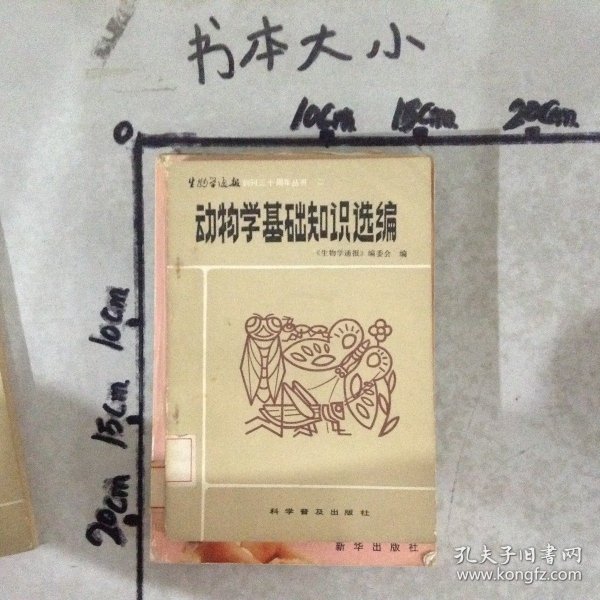 书本大小
10cm 15cm 20cm
0
生物学通报创刊三十周年丛书 二
动物学基础知识选编
《生物学通报》编委会 编
10cm
15cm
20cm
科学普及出版社
新华出版社
孔夫子旧书网
www.kongfz.com